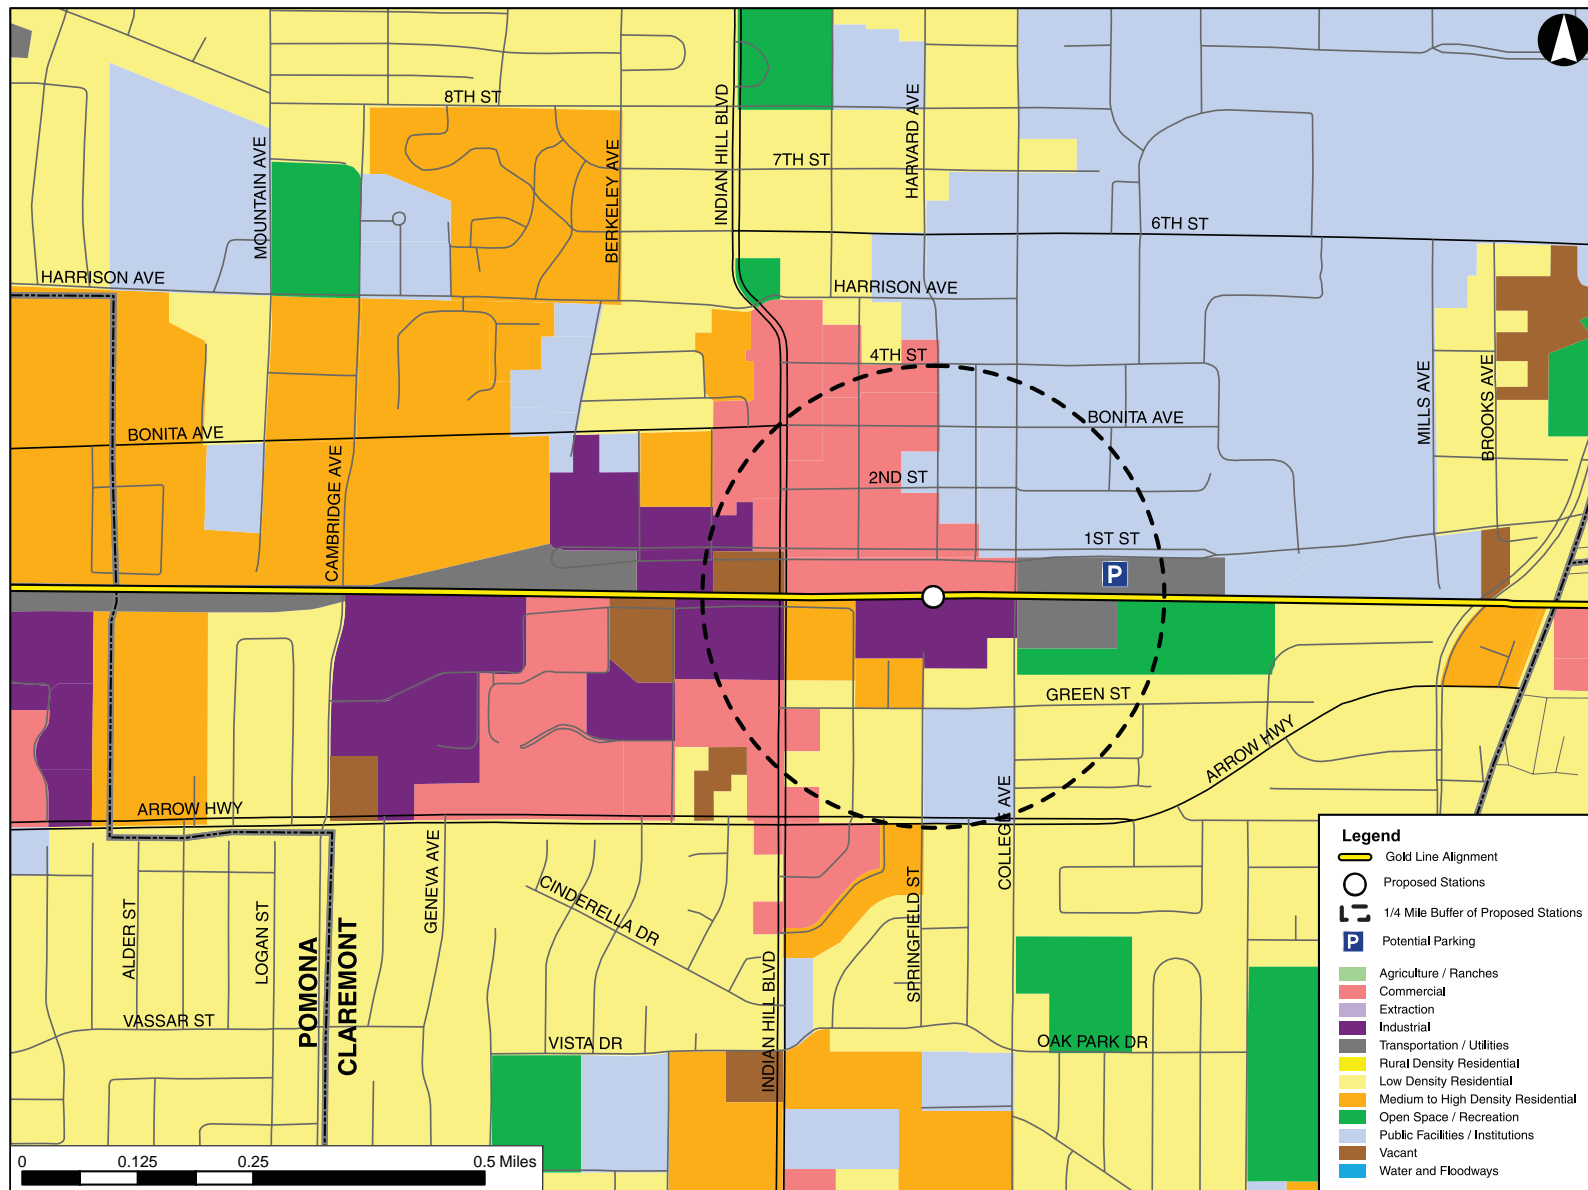 8TH ST
7TH ST
6TH ST
MOUNTAIN AVE
BERKELEY AVE
INDIAN HILL BLVD
HARVARD AVE
HARRISON AVE
HARRISON AVE
4TH ST
BONITA AVE
BONITA AVE
MILLS AVE
BROOKS AVE
CAMBRIDGE AVE
2ND ST
1ST ST
P
GREEN ST
ARROW HWY
ARROW HWY
COLLEGE AVE
GENEVA AVE
CINDERELLA DR
ALDER ST
LOGAN ST
SPRINGFIELD ST
INDIAN HILL BLVD
POMONA
CLAREMONT
VASSAR ST
VISTA DR
OAK PARK DR
Legend
Gold Line Alignment
Proposed Stations
1/4 Mile Buffer of Proposed Stations
P Potential Parking
Agriculture / Ranches
Commercial
Extraction
Industrial
Transportation / Utilities
Rural Density Residential
Low Density Residential
Medium to High Density Residential
Open Space / Recreation
Public Facilities / Institutions
Vacant
Water and Floodways
0 0.125 0.25 0.5 Miles